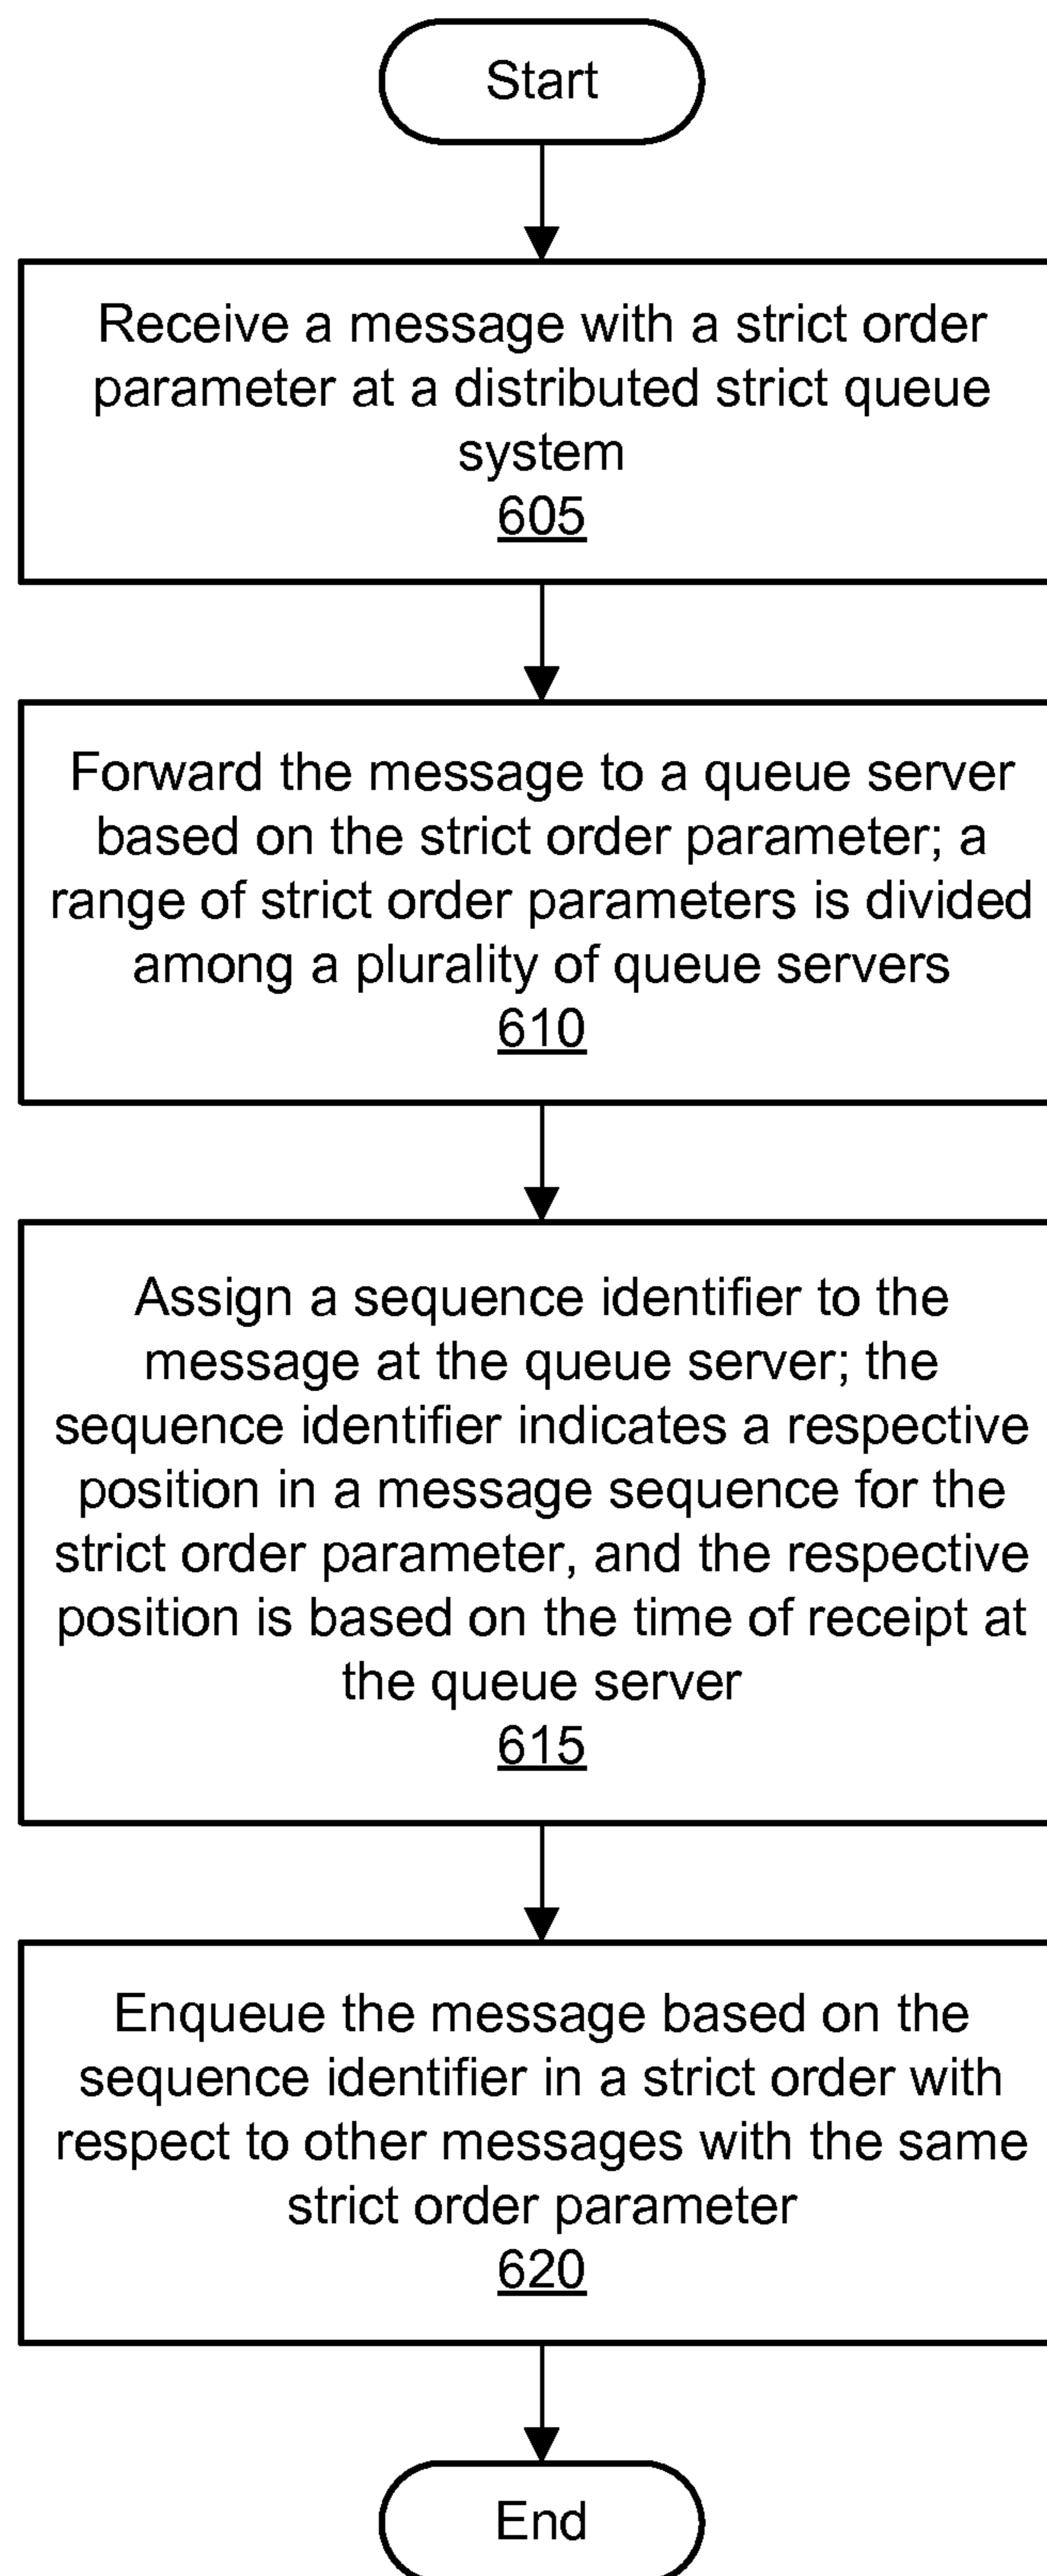 Start
Receive a message with a strict order
parameter at a distributed strict queue
system
605
Forward the message to a queue server
based on the strict order parameter; a
range of strict order parameters is divided
among a plurality of queue servers
610
Assign a sequence identifier to the
message at the queue server; the
sequence identifier indicates a respective
position in a message sequence for the
strict order parameter, and the respective
position is based on the time of receipt at
the queue server
615
Enqueue the message based on the
sequence identifier in a strict order with
respect to other messages with the same
strict order parameter
620
End